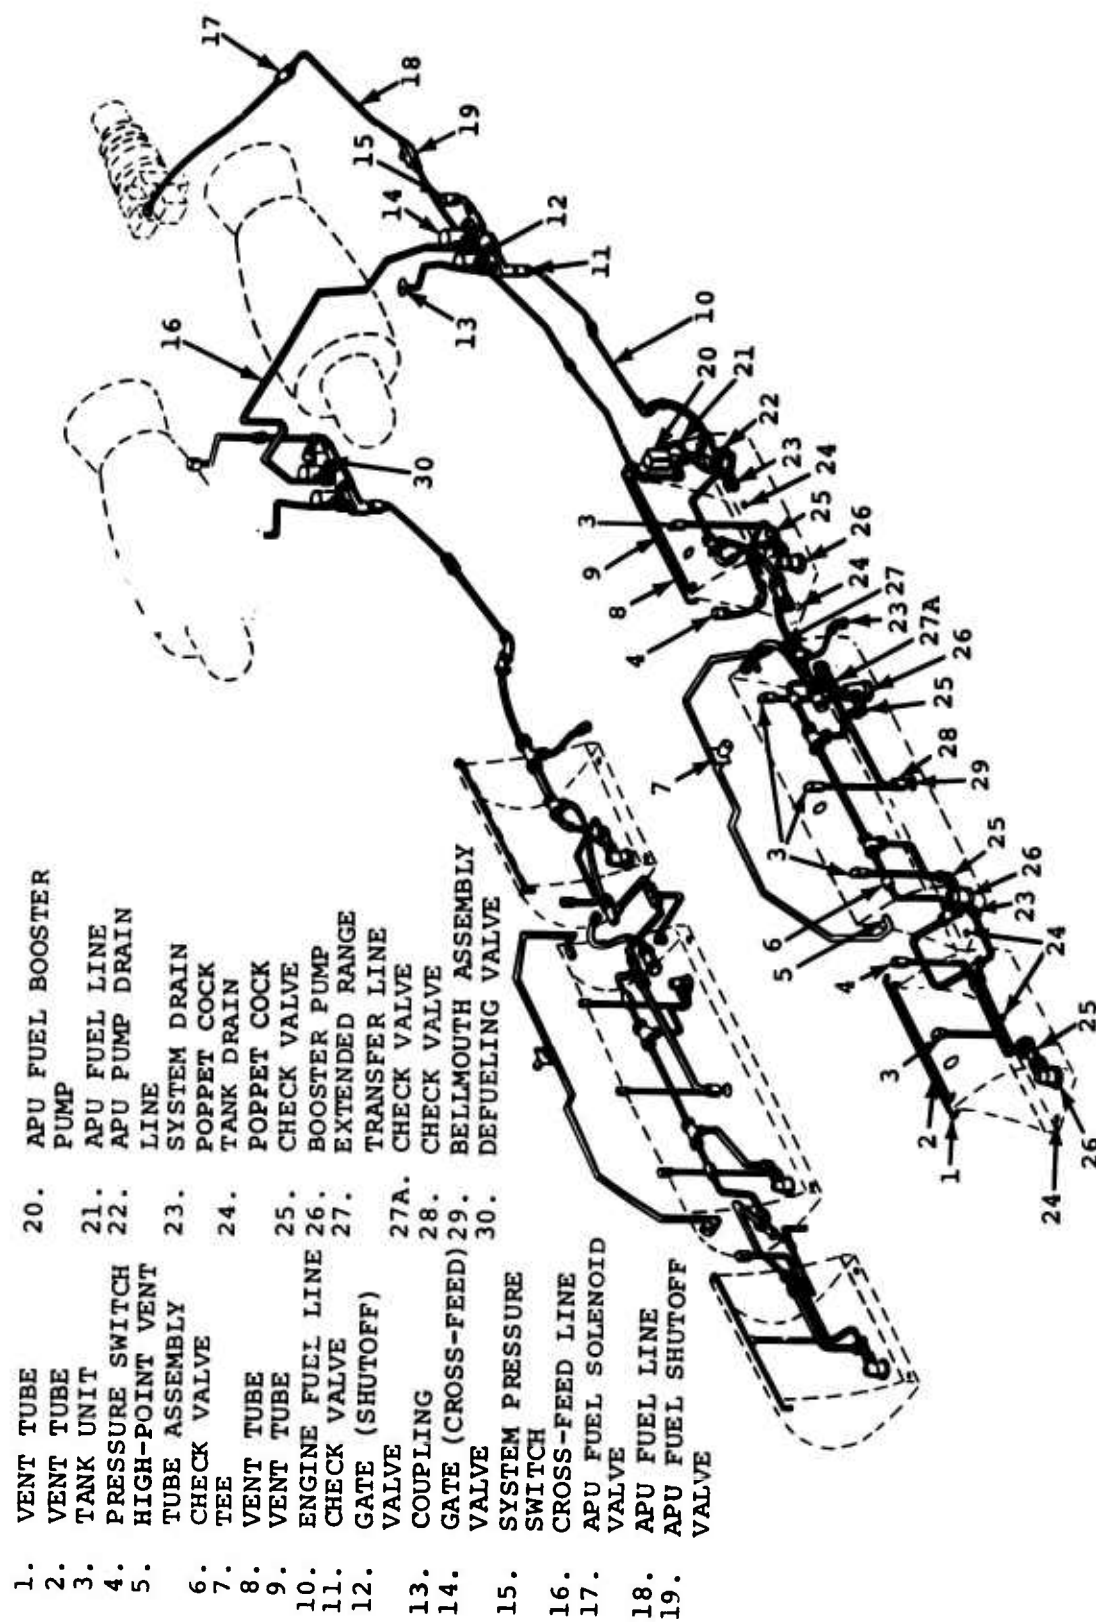 1. VENT TUBE
2. VENT TUBE
3. TANK UNIT
4. PRESSURE SWITCH
5. HIGH-POINT VENT
TUBE ASSEMBLY
6. CHECK VALVE
7. TEE
8. VENT TUBE
9. VENT TUBE
10. ENGINE FUEL LINE
11. CHECK VALVE
12. GATE (SHUTOFF)
VALVE
13. COUPLING
14. GATE (CROSS-FEED)
VALVE
15. SYSTEM PRESSURE
SWITCH
16. CROSS-FEED LINE
17. APU FUEL SOLENOID
VALVE
18. APU FUEL LINE
19. APU FUEL SHUTOFF
VALVE
20. APU FUEL BOOSTER
PUMP
21. APU FUEL LINE
22. APU PUMP DRAIN
LINE
23. SYSTEM DRAIN
POPPET COCK
24. TANK DRAIN
POPPET COCK
25. CHECK VALVE
26. BOOSTER PUMP
27. EXTENDED RANGE
TRANSFER LINE
27A. CHECK VALVE
28. CHECK VALVE
29. BELLMOUTH ASSEMBLY
30. DEFUELING VALVE
17
18
19
15
14
12
11
13
16
10
30
20
21
22
23
24
3
25
26
9
8
24
4
27
23
27A
26
25
7
28
29
3
25
26
23
6
5
24
4
3
25
2
1
26
24